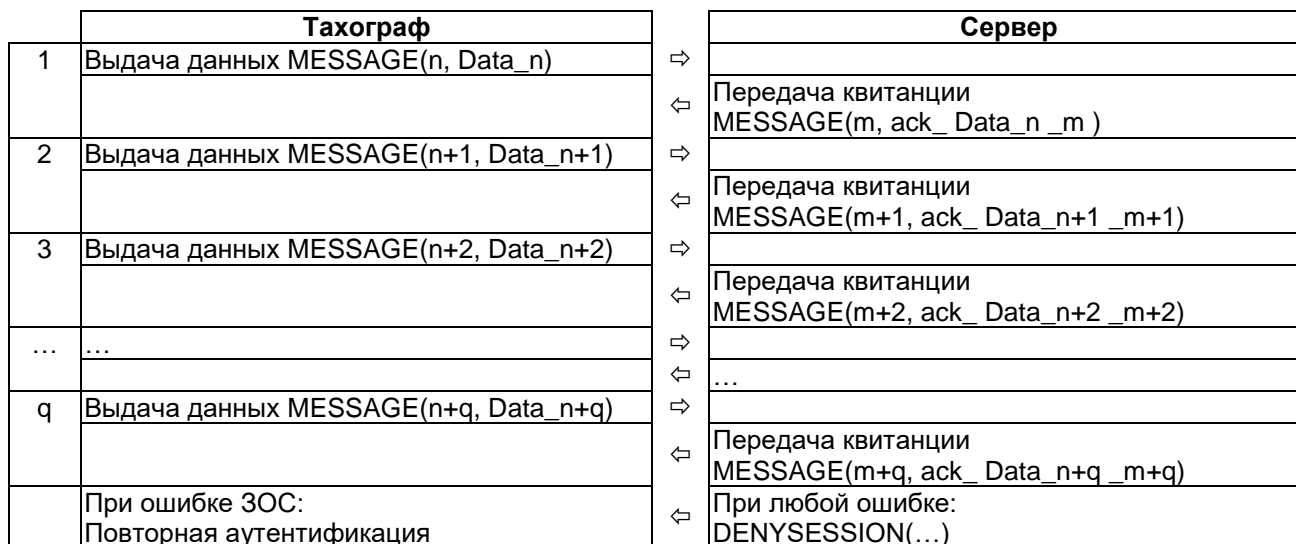 Тахограф Сервер
1 Выдача данных MESSAGE(n, Data_n) ⇨
⇦ Передача квитанции
MESSAGE(m, ack_ Data_n _m )
2 Выдача данных MESSAGE(n+1, Data_n+1) ⇨
⇦ Передача квитанции
MESSAGE(m+1, ack_ Data_n+1 _m+1)
3 Выдача данных MESSAGE(n+2, Data_n+2) ⇨
⇦ Передача квитанции
MESSAGE(m+2, ack_ Data_n+2 _m+2)
… … ⇨
⇦ …
q Выдача данных MESSAGE(n+q, Data_n+q) ⇨
⇦ Передача квитанции
MESSAGE(m+q, ack_ Data_n+q _m+q)
При ошибке ЗОС: ⇦ При любой ошибке:
Повторная аутентификация DENYSESSION(…)